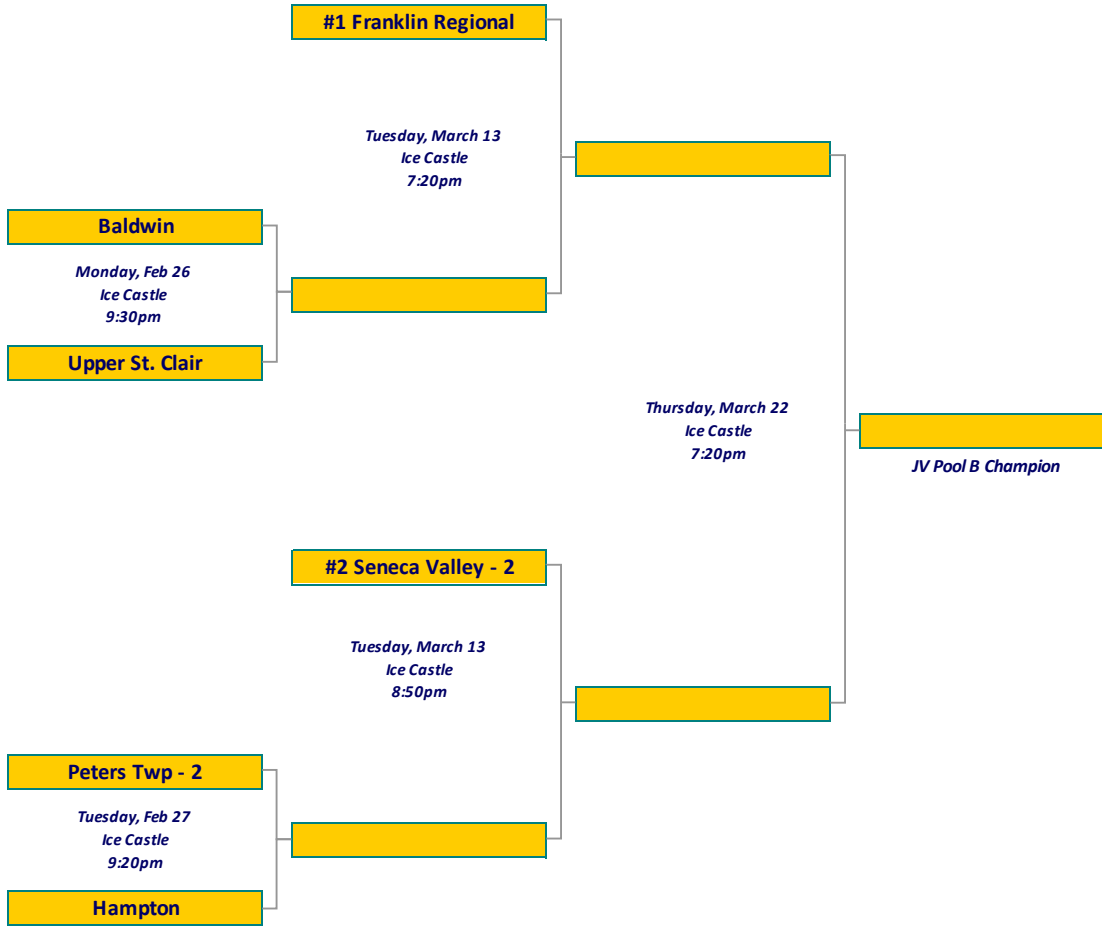 #1 Franklin Regional
Tuesday, March 13
Ice Castle
7:20pm
Baldwin
Monday, Feb 26
Ice Castle
9:30pm
Upper St. Clair
Thursday, March 22
Ice Castle
7:20pm
JV Pool B Champion
#2 Seneca Valley - 2
Tuesday, March 13
Ice Castle
8:50pm
Peters Twp - 2
Tuesday, Feb 27
Ice Castle
9:20pm
Hampton